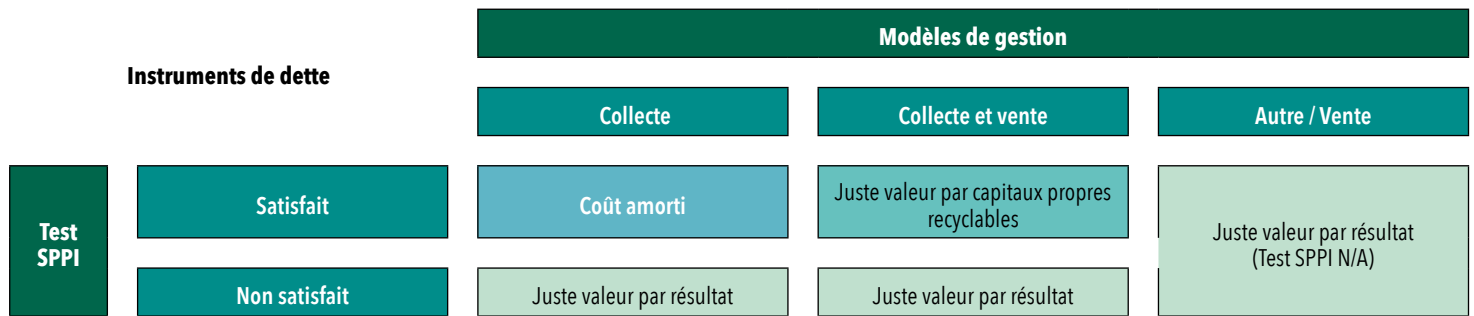 Modèles de gestion
Instruments de dette
Collecte
Collecte et vente
Autre / Vente
Test
SPPI
Satisfait
Coût amorti
Juste valeur par capitaux propres
recyclables
Juste valeur par résultat
(Test SPPI N/A)
Non satisfait
Juste valeur par résultat
Juste valeur par résultat